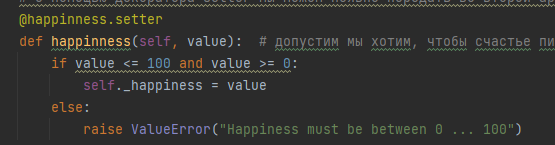 @happinness.setter
def happinness(self, value):  # допустим мы хотим, чтобы счастье пи
    if value <= 100 and value >= 0:
        self._happiness = value
    else:
        raise ValueError("Happiness must be between 0 ... 100")